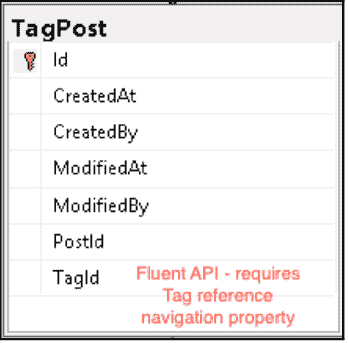 TagPost
Id
CreatedAt
CreatedBy
ModifiedAt
ModifiedBy
PostId
TagId
Fluent API - requires
Tag reference
navigation property